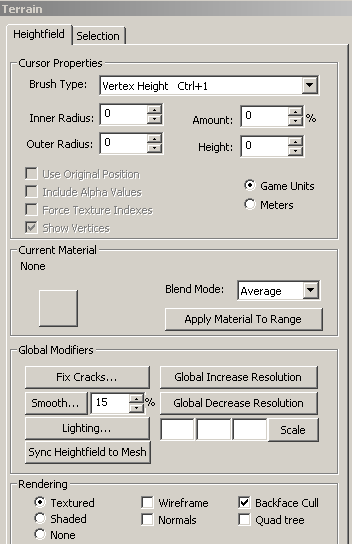 Terrain
Heightfield Selection
Cursor Properties
Brush Type: Vertex Height Ctrl+1
Inner Radius: 0 Amount: 0 %
Outer Radius: 0 Height: 0
Use Original Position
Include Alpha Values Game Units
Force Texture Indexes Meters
Show Vertices
Current Material
None
Blend Mode: Average
Apply Material To Range
Global Modifiers
Fix Cracks... Global Increase Resolution
Smooth... 15 % Global Decrease Resolution
Lighting... Scale
Sync Heightfield to Mesh
Rendering
Textured Wireframe Backface Cull
Shaded Normals Quad tree
None